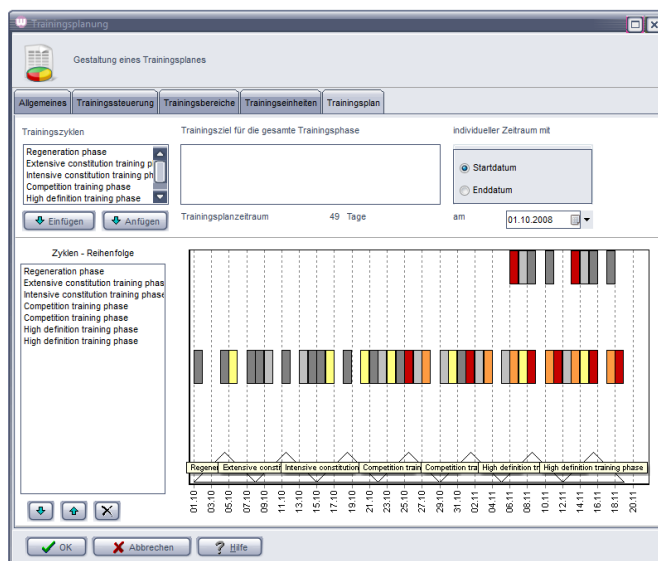 Trainingsplanung
Gestaltung eines Trainingsplanes
Allgemeines Trainingssteuerung Trainingsbereiche Trainingseinheiten Trainingsplan
Trainingszyklen
Regeneration phase
Extensive constitution training p
Intensive constitution training ph
Competition training phase
High definition training phase
Einfügen Anfügen
Trainingsziel für die gesamte Trainingsphase
individueller Zeitraum mit
Startdatum
Enddatum
Trainingsplanzeitraum 49 Tage am 01.10.2008
Zyklen - Reihenfolge
Regeneration phase
Extensive constitution training phas
Intensive constitution training phase
Competition training phase
Competition training phase
High definition training phase
High definition training phase
Regener Extensive consti Intensive constitution Competition train Competition trai High definition tr High definition training phase
01.10 03.10 05.10 07.10 09.10 11.10 13.10 15.10 17.10 19.10 21.10 23.10 25.10 27.10 29.10 31.10 02.11 04.11 06.11 08.11 10.11 12.11 14.11 16.11 18.11 20.11
OK Abbrechen Hilfe